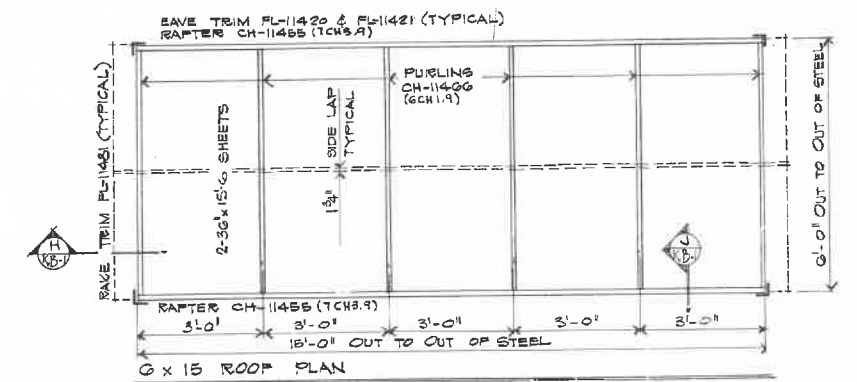 EAVE TRIM FL-11420 & FL-11421 (TYPICAL)
RAFTER CH-11455 (7CH3.9)
RAKE TRIM FL-11481 (TYPICAL)
2-36" x 15'-6 SHEETS
1¾" SIDE LAP
TYPICAL
PURLINS
CH-11466
(6CH1.9)
6'-0" OUT TO OUT OF STEEL
H
KB-1
J
KB-1
RAFTER CH-11455 (7CH3.9)
3'-0" 3'-0" 3'-0" 3'-0" 3'-0"
15'-0" OUT TO OUT OF STEEL
6 x 15 ROOF PLAN